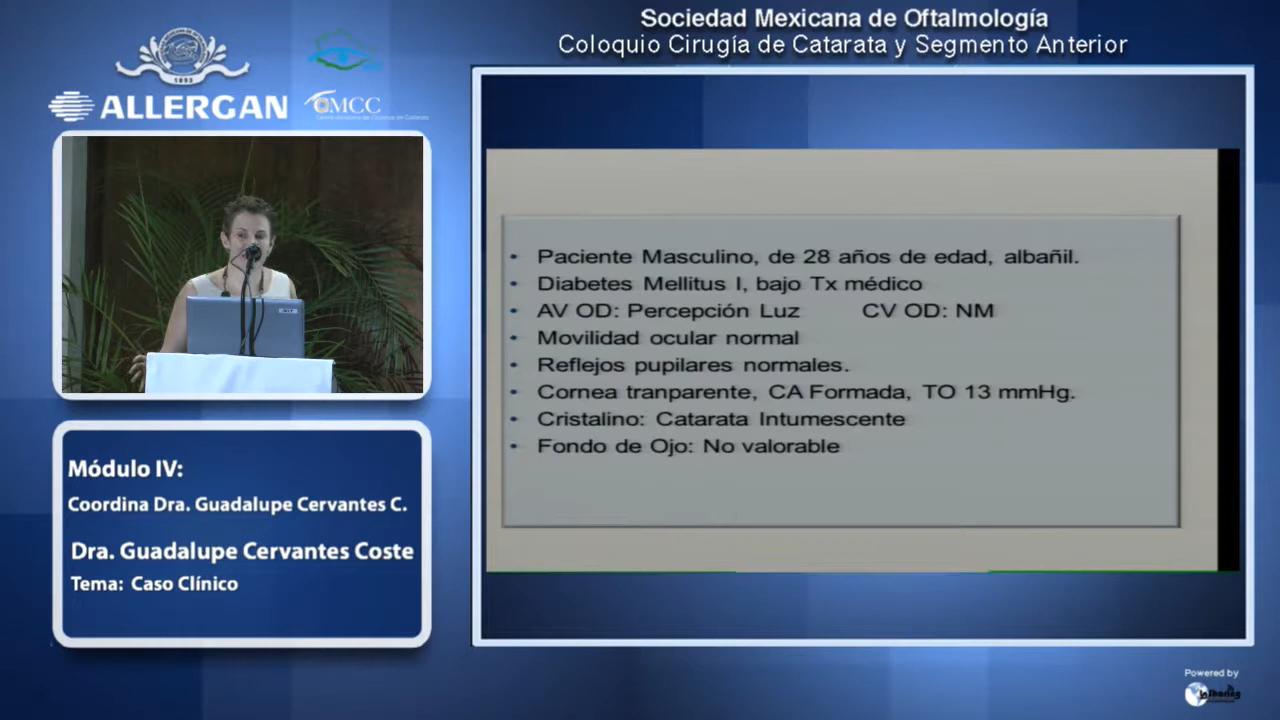 Sociedad Mexicana de Oftalmología
Coloquio Cirugía de Catarata y Segmento Anterior
1893
ALLERGAN
CMCC
Módulo IV:
Coordina Dra. Guadalupe Cervantes C.
Dra. Guadalupe Cervantes Coste
Tema: Caso Clínico
• Paciente Masculino, de 28 años de edad, albañil.
• Diabetes Mellitus I, bajo Tx médico
• AV OD: Percepción Luz CV OD: NM
• Movilidad ocular normal
• Reflejos pupilares normales.
• Cornea tranparente, CA Formada, TO 13 mmHg.
• Cristalino: Catarata Intumescente
• Fondo de Ojo: No valorable
Powered by